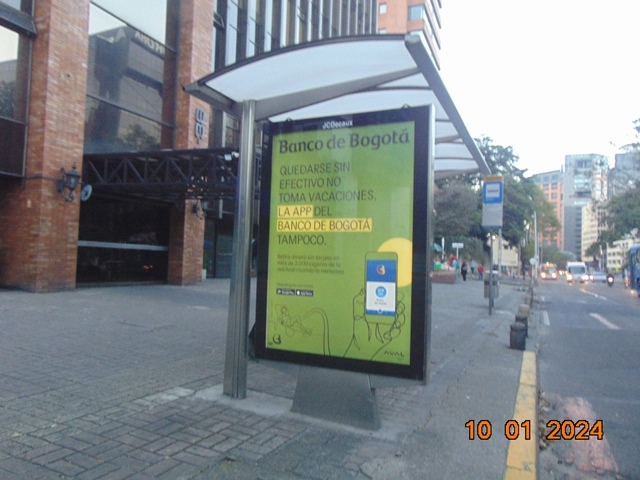 JCDecaux
Banco de Bogotá
QUEDARSE SIN
EFECTIVO NO
TOMA VACACIONES,
LA APP DEL
BANCO DE BOGOTÁ
TAMPOCO.
AVAL
10 01 2024